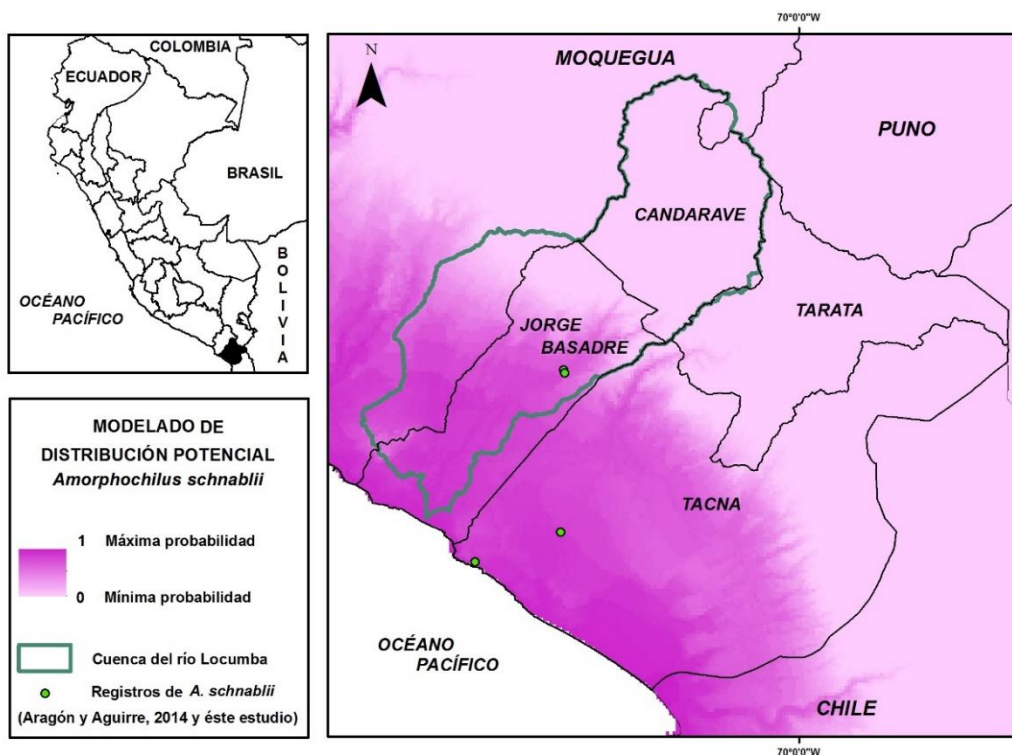 COLOMBIA
ECUADOR
BRASIL
BOLIVIA
OCÉANO
PACÍFICO
MODELADO DE
DISTRIBUCIÓN POTENCIAL
Amorphochilus schnablii
1 Máxima probabilidad
0 Mínima probabilidad
Cuenca del río Locumba
Registros de A. schnablii
(Aragón y Aguirre, 2014 y éste estudio)
70°0'0"W
N
MOQUEGUA
PUNO
CANDARAVE
TARATA
JORGE
BASADRE
TACNA
OCÉANO
PACÍFICO
CHILE
70°0'0"W